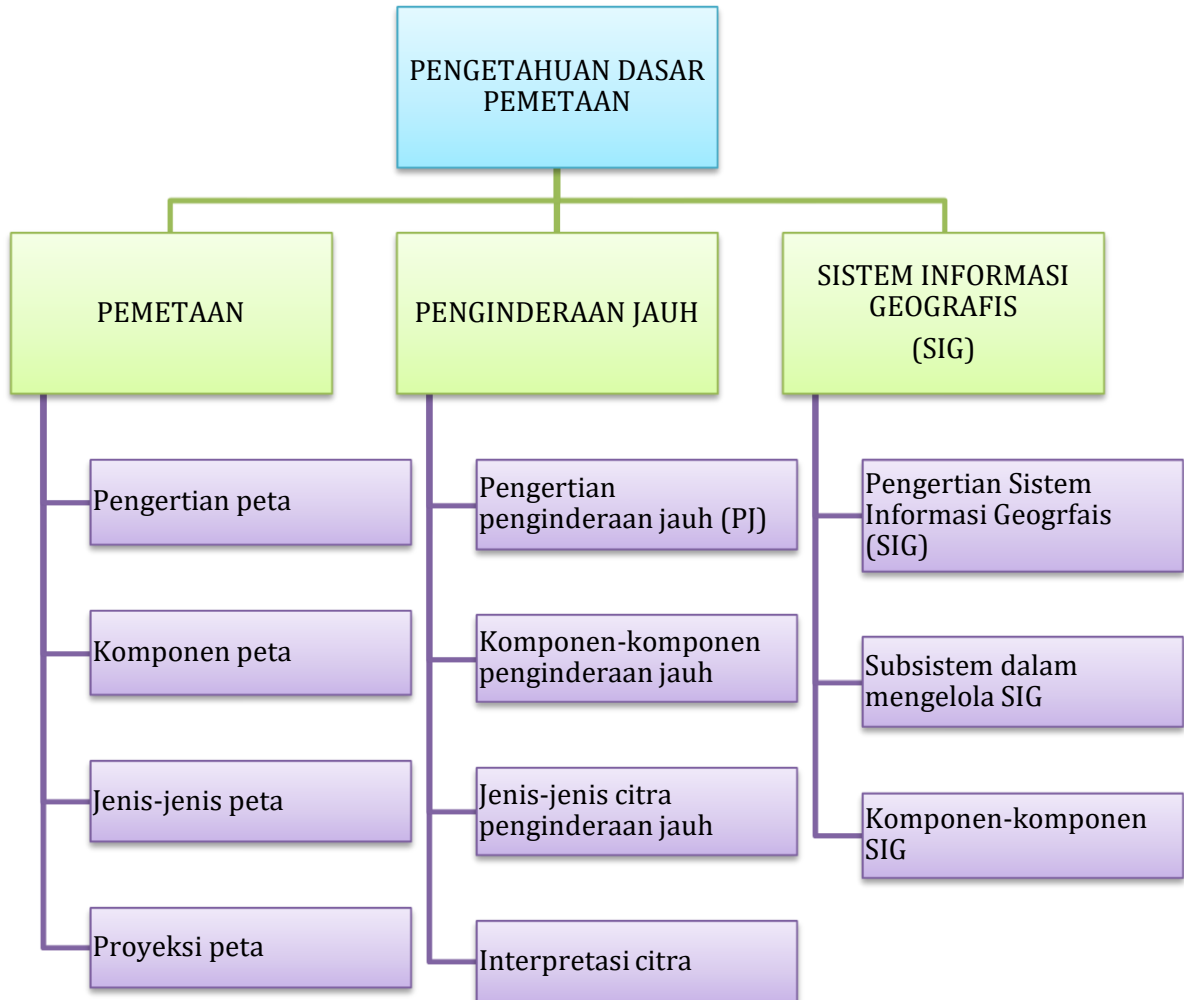 PENGETAHUAN DASAR
PEMETAAN
PEMETAAN
Pengertian peta
Komponen peta
Jenis-jenis peta
Proyeksi peta
PENGINDERAAN JAUH
Pengertian
penginderaan jauh (PJ)
Komponen-komponen
penginderaan jauh
Jenis-jenis citra
penginderaan jauh
Interpretasi citra
SISTEM INFORMASI
GEOGRAFIS
(SIG)
Pengertian Sistem
Informasi Geogrfais
(SIG)
Subsistem dalam
mengelola SIG
Komponen-komponen
SIG